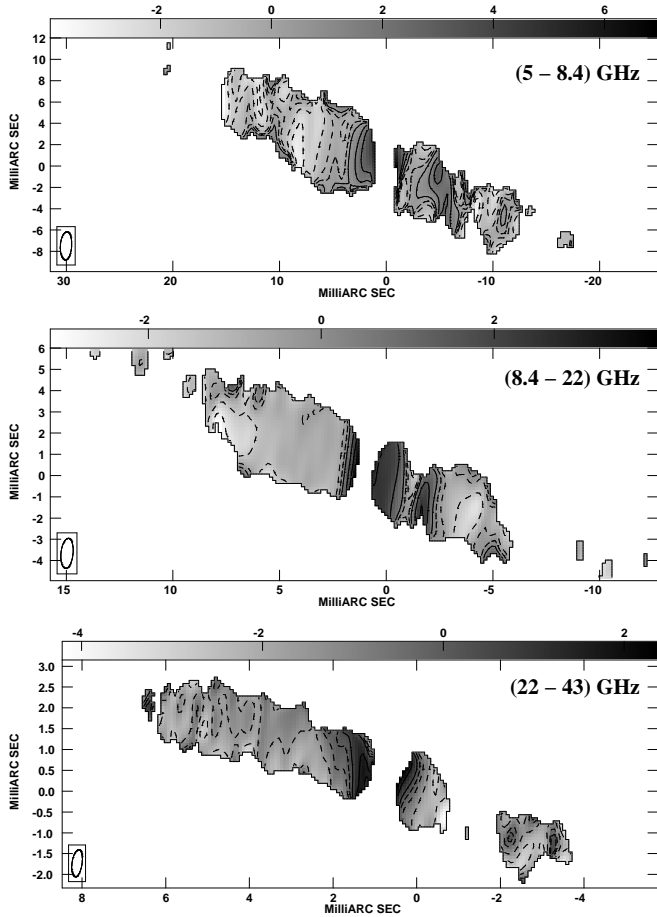 -2 0 2 4 6
12
10
8
6
4
2
0
-2
-4
-6
-8
MilliARC SEC
(5 – 8.4) GHz
30 20 10 0 -10 -20
MilliARC SEC
-2 0 2
6
5
4
3
2
1
0
-1
-2
-3
-4
MilliARC SEC
(8.4 – 22) GHz
15 10 5 0 -5 -10
MilliARC SEC
-4 -2 0 2
3.0
2.5
2.0
1.5
1.0
0.5
0.0
-0.5
-1.0
-1.5
-2.0
MilliARC SEC
(22 – 43) GHz
8 6 4 2 0 -2 -4
MilliARC SEC